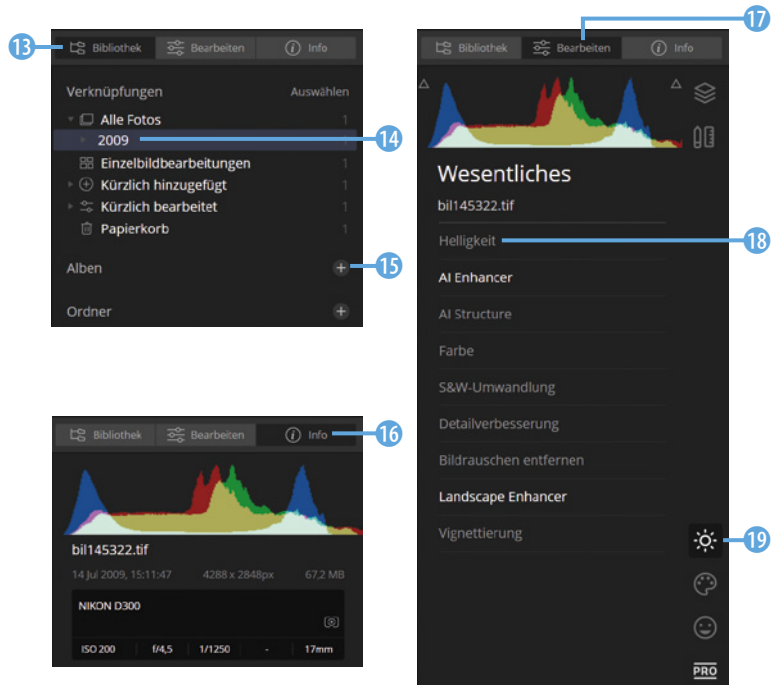 13
Bibliothek Bearbeiten Info
Verknüpfungen Auswählen
Alle Fotos 1
2009 1
14
Einzelbildbearbeitungen 1
Kürzlich hinzugefügt 1
Kürzlich bearbeitet 1
Papierkorb
Alben + 15
Ordner +
Bibliothek Bearbeiten Info 16
bil145322.tif
14 Jul 2009, 15:11:47 4288 x 2848px 67,2 MB
NIKON D300
ISO 200 f/4,5 1/1250 - 17mm
17
Bibliothek Bearbeiten Info
Wesentliches
bil145322.tif
Helligkeit 18
AI Enhancer
AI Structure
Farbe
S&W-Umwandlung
Detailverbesserung
Bildrauschen entfernen
Landscape Enhancer
Vignettierung
19
PRO